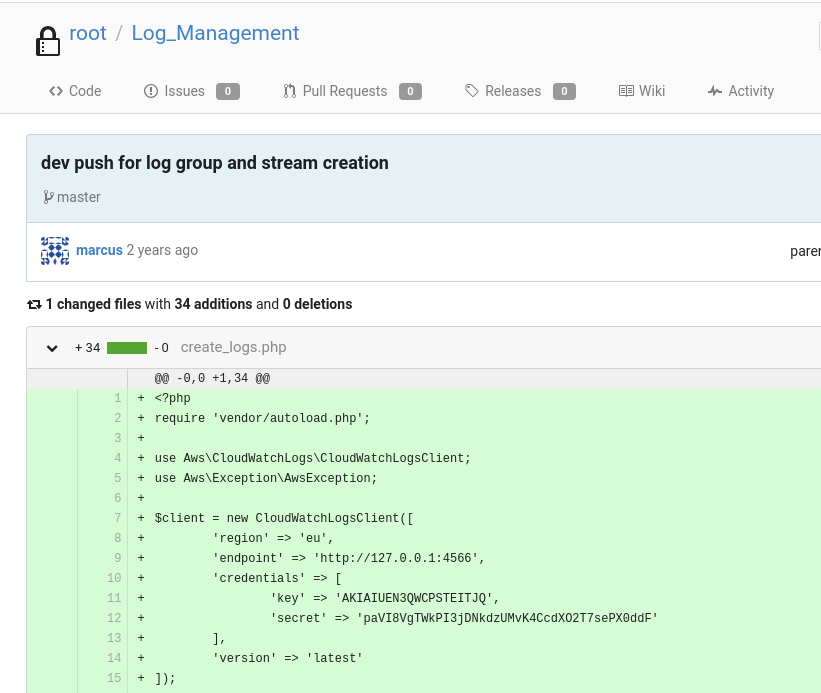 root / Log_Management
Code Issues 0 Pull Requests 0 Releases 0 Wiki Activity
dev push for log group and stream creation
master
marcus 2 years ago paren
1 changed files with 34 additions and 0 deletions
+ 34 - 0 create_logs.php
@@ -0,0 +1,34 @@
1 + <?php
2 + require 'vendor/autoload.php';
3 +
4 + use Aws\CloudWatchLogs\CloudWatchLogsClient;
5 + use Aws\Exception\AwsException;
6 +
7 + $client = new CloudWatchLogsClient([
8 + 'region' => 'eu',
9 + 'endpoint' => 'http://127.0.0.1:4566',
10 + 'credentials' => [
11 + 'key' => 'AKIAIUEN3QWCPSTEITJQ',
12 + 'secret' => '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'
13 + ],
14 + 'version' => 'latest'
15 + ]);